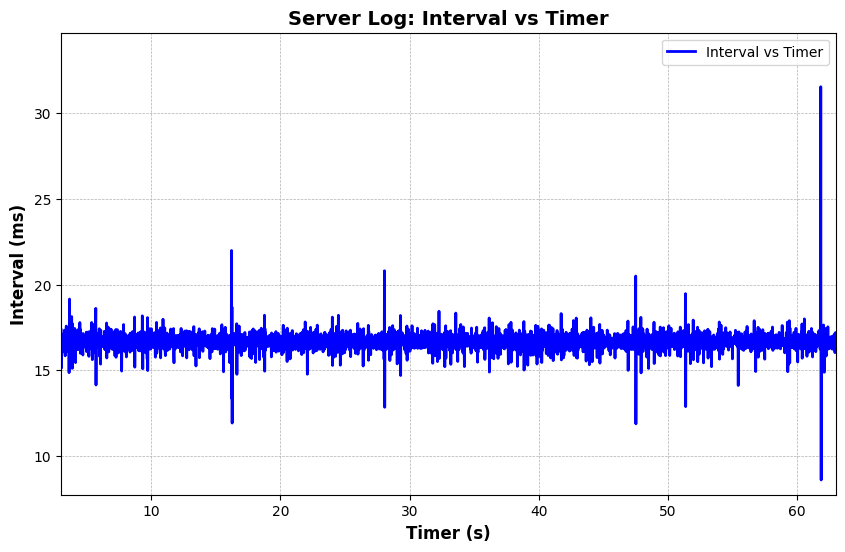 Server Log: Interval vs Timer
Interval vs Timer
30
25
20
15
10
Interval (ms)
10 20 30 40 50 60
Timer (s)